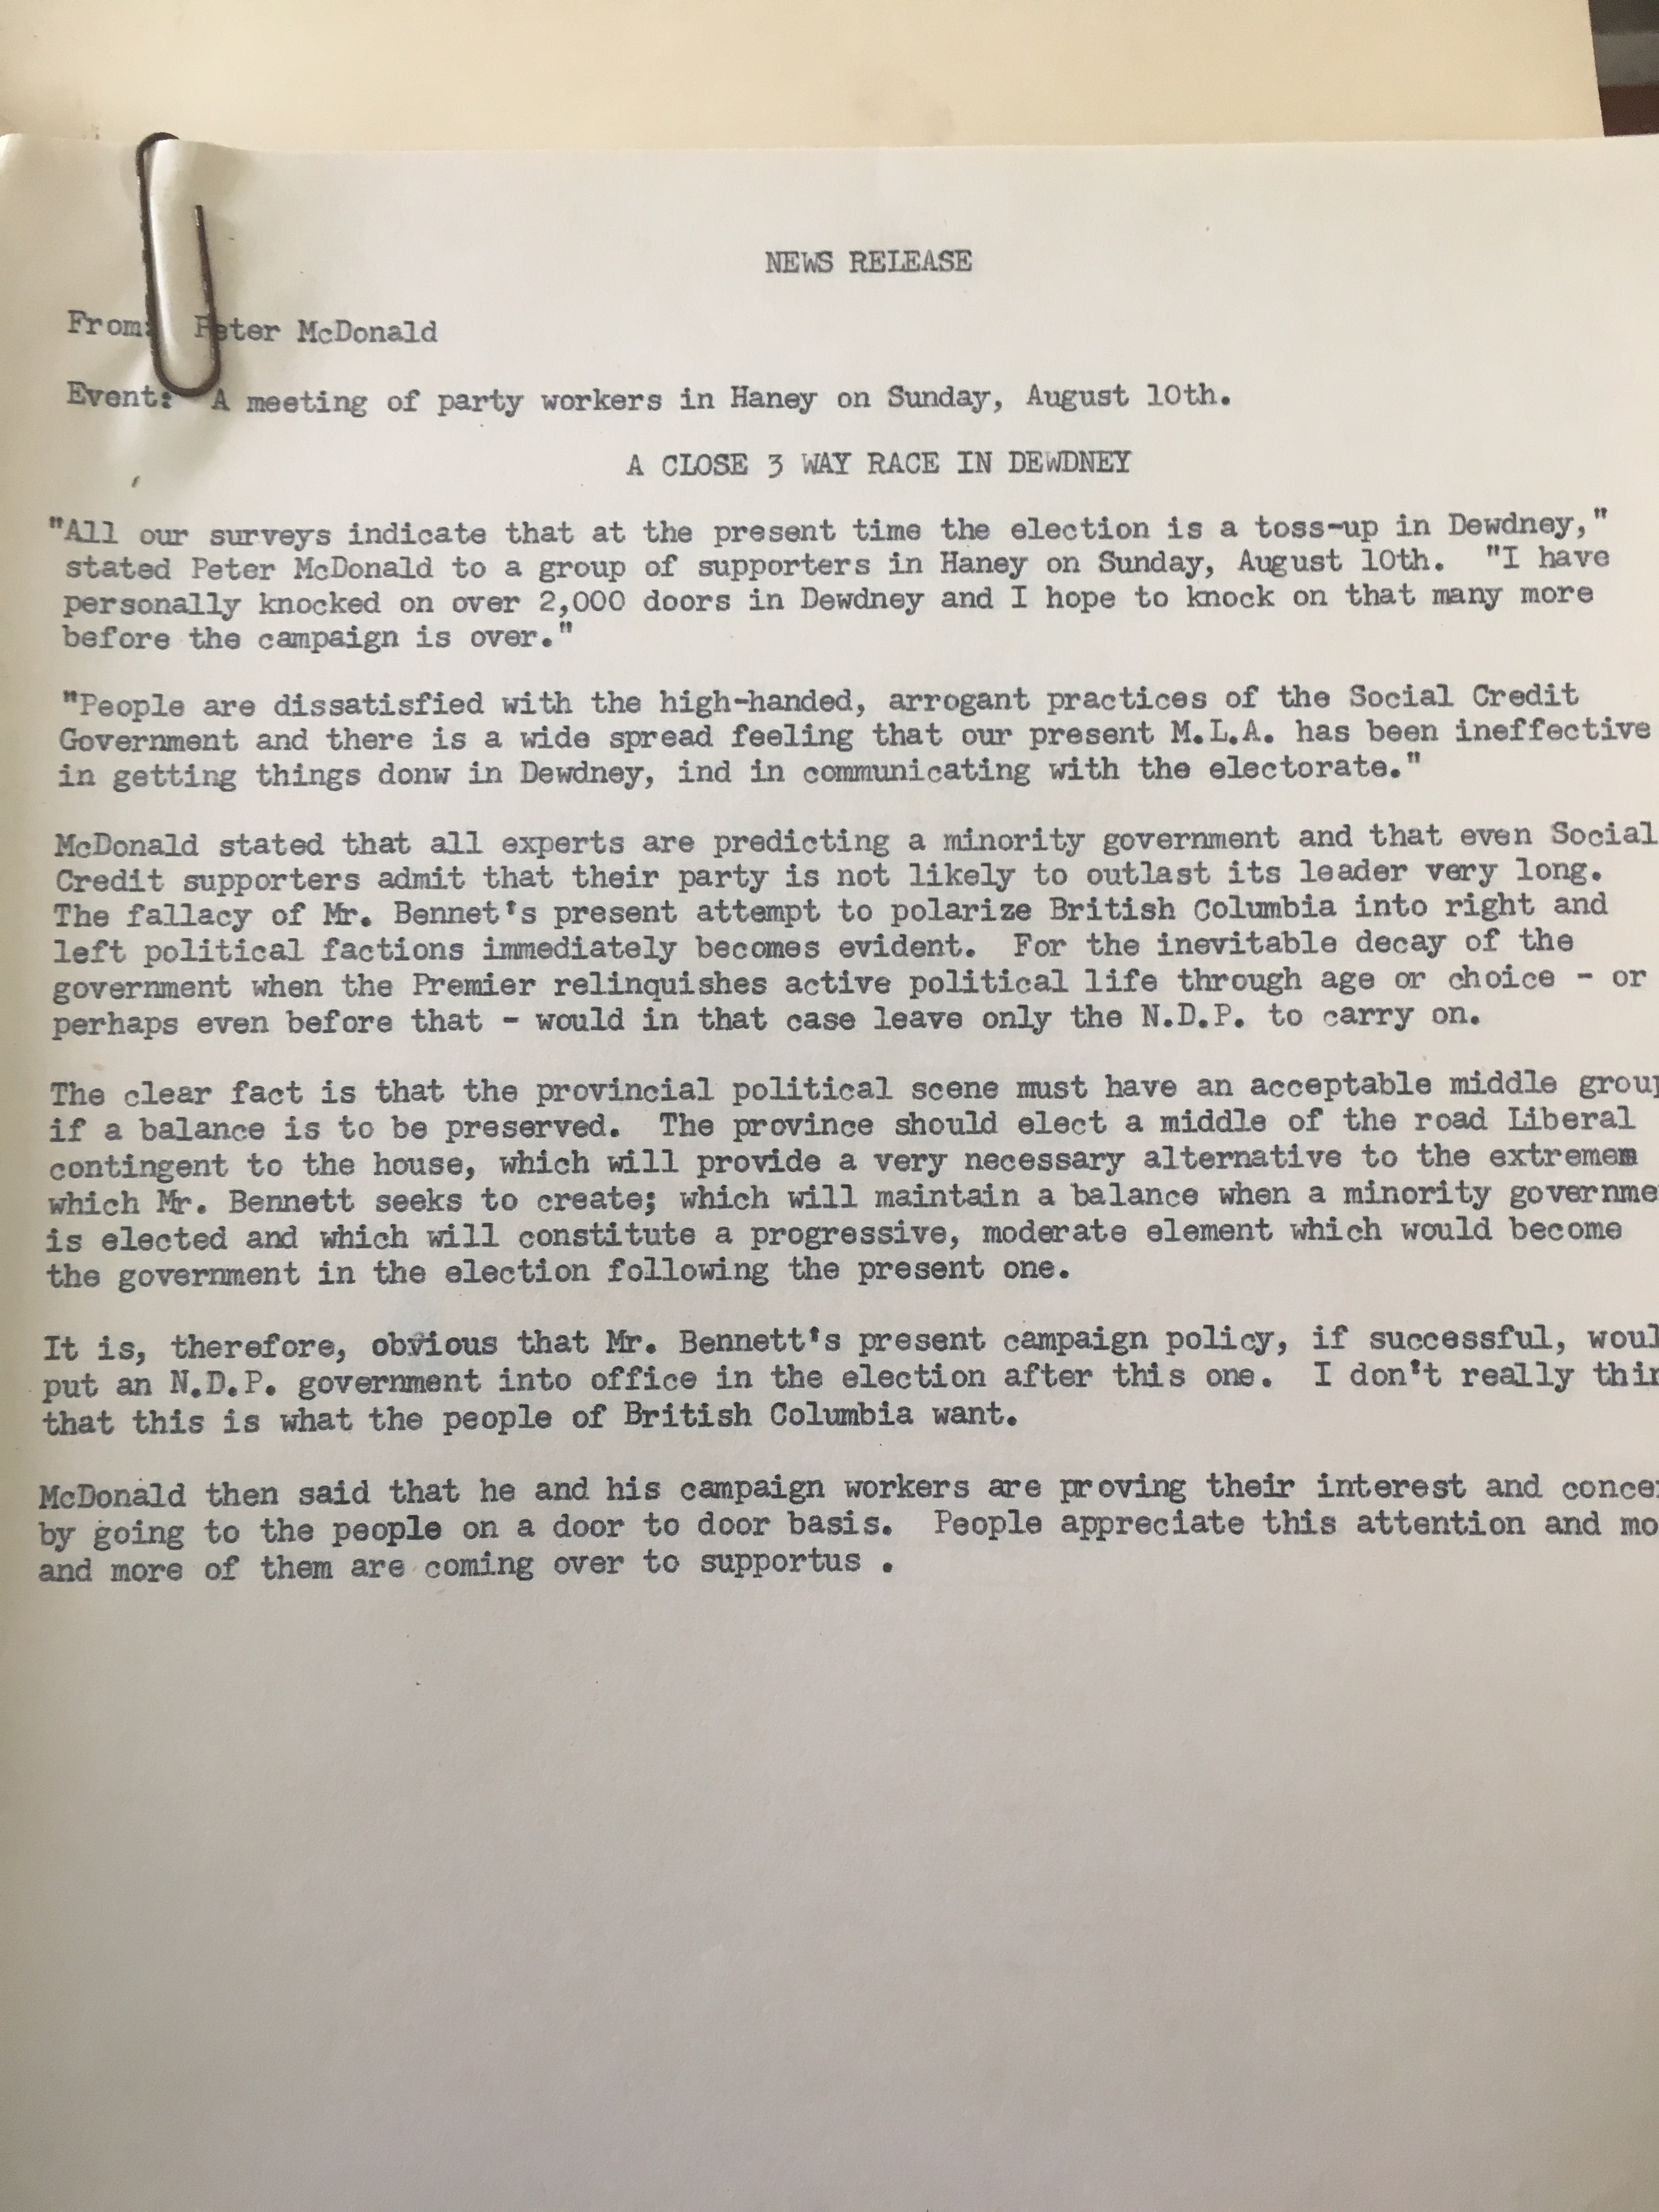 NEWS RELEASE
From: Peter McDonald
Event: A meeting of party workers in Haney on Sunday, August 10th.
A CLOSE 3 WAY RACE IN DEWDNEY
"All our surveys indicate that at the present time the election is a toss-up in Dewdney,"
stated Peter McDonald to a group of supporters in Haney on Sunday, August 10th. "I have
personally knocked on over 2,000 doors in Dewdney and I hope to knock on that many more
before the campaign is over."
"People are dissatisfied with the high-handed, arrogant practices of the Social Credit
Government and there is a wide spread feeling that our present M.L.A. has been ineffective
in getting things donw in Dewdney, ind in communicating with the electorate."
McDonald stated that all experts are predicting a minority government and that even Social
Credit supporters admit that their party is not likely to outlast its leader very long.
The fallacy of Mr. Bennet's present attempt to polarize British Columbia into right and
left political factions immediately becomes evident. For the inevitable decay of the
government when the Premier relinquishes active political life through age or choice - or
perhaps even before that - would in that case leave only the N.D.P. to carry on.
The clear fact is that the provincial political scene must have an acceptable middle group
if a balance is to be preserved. The province should elect a middle of the road Liberal
contingent to the house, which will provide a very necessary alternative to the extremem
which Mr. Bennett seeks to create; which will maintain a balance when a minority governme
is elected and which will constitute a progressive, moderate element which would become
the government in the election following the present one.
It is, therefore, obvious that Mr. Bennett's present campaign policy, if successful, woul
put an N.D.P. government into office in the election after this one. I don't really thin
that this is what the people of British Columbia want.
McDonald then said that he and his campaign workers are proving their interest and conce
by going to the people on a door to door basis. People appreciate this attention and mo
and more of them are coming over to supportus .